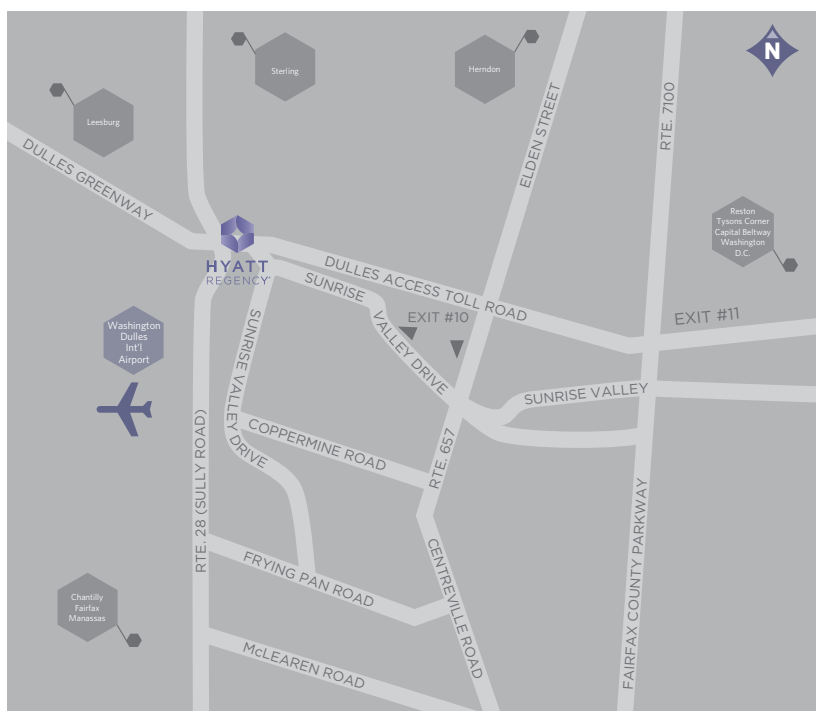 Sterling
Herndon
N
Leesburg
ELDEN STREET
RTE. 7100
DULLES GREENWAY
Reston
Tysons Corner
Capital Beltway
Washington
D.C.
HYATT
REGENCY
DULLES ACCESS TOLL ROAD
SUNRISE
VALLEY DRIVE
EXIT #10
EXIT #11
Washington
Dulles
Int'l
Airport
SUNRISE VALLEY DRIVE
SUNRISE VALLEY
COPPERMINE ROAD
RTE. 657
RTE. 28 (SULLY ROAD)
FAIRFAX COUNTY PARKWAY
CENTREVILLE ROAD
FRYING PAN ROAD
Chantilly
Fairfax
Manassas
McLEAREN ROAD